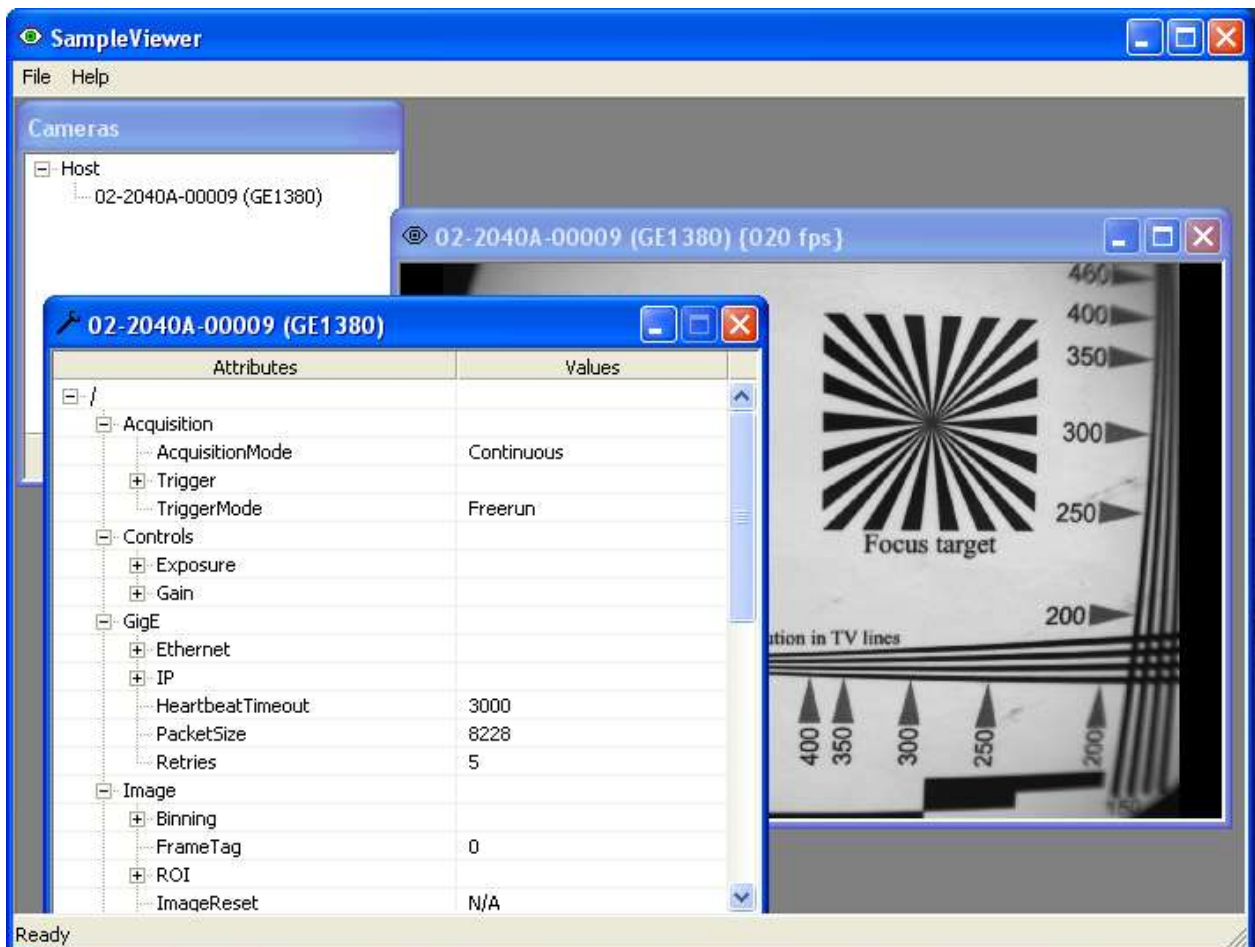 SampleViewer
File Help
Cameras
Host
02-2040A-00009 (GE1380)
02-2040A-00009 (GE1380) {020 fps}
460
400
350
300
250
200
Focus target
in TV lines
400
350
300
250
200
150
02-2040A-00009 (GE1380)
Attributes Values
/
Acquisition
AcquisitionMode Continuous
Trigger
TriggerMode Freerun
Controls
Exposure
Gain
GigE
Ethernet
IP
HeartbeatTimeout 3000
PacketSize 8228
Retries 5
Image
Binning
FrameTag 0
ROI
ImageReset N/A
Ready